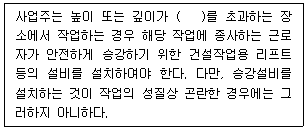 사업주는 높이 또는 깊이가 (   )를 초과하는 장
소에서 작업하는 경우 해당 작업에 종사하는 근로
자가 안전하게 승강하기 위한 건설작업용 리프트
등의 설비를 설치하여야 한다. 다만, 승강설비를
설치하는 것이 작업의 성질상 곤란한 경우에는 그
러하지 아니하다.